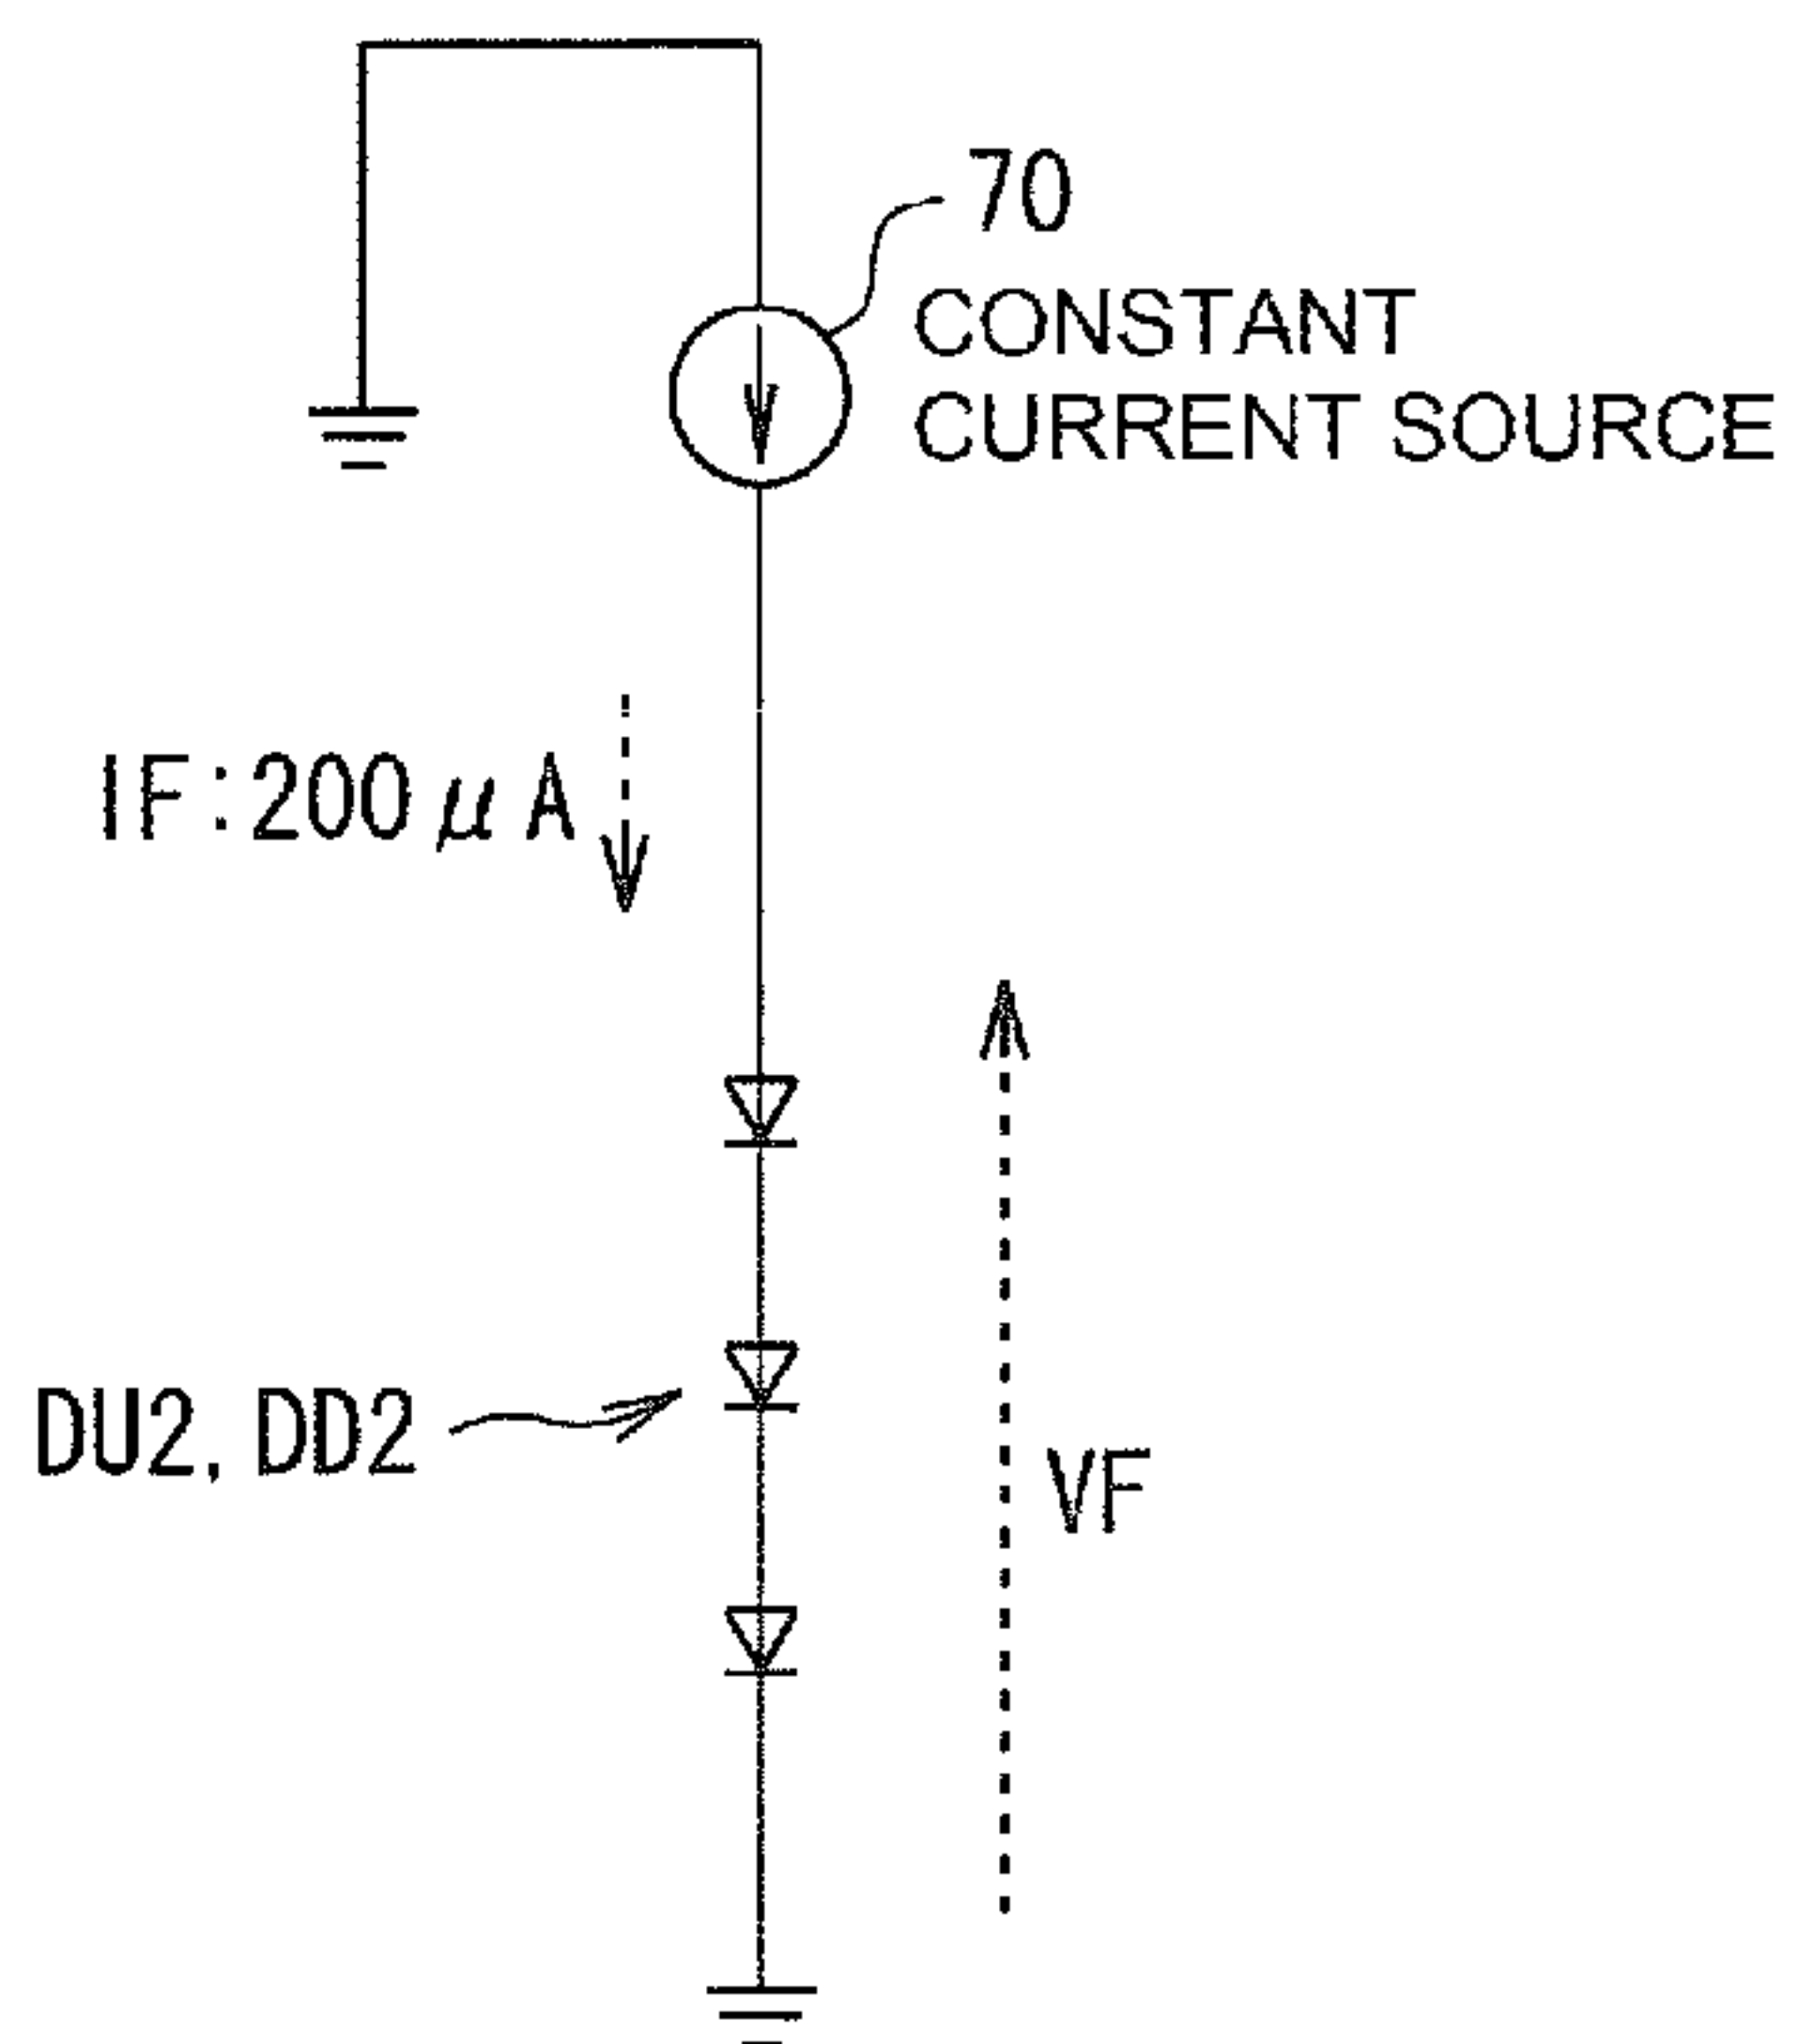 70
CONSTANT
CURRENT SOURCE
IF:200μA
DU2, DD2
VF